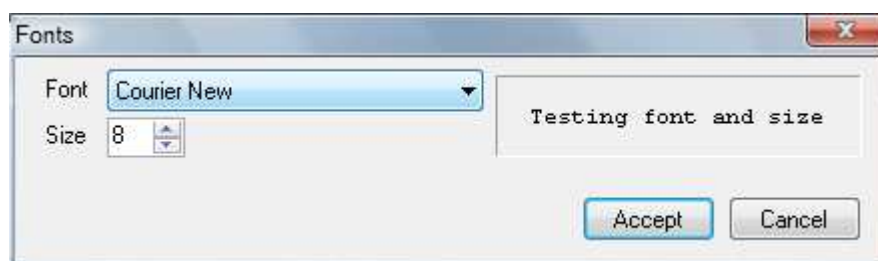 Fonts
Font Courier New
Size 8
Testing font and size
Accept Cancel